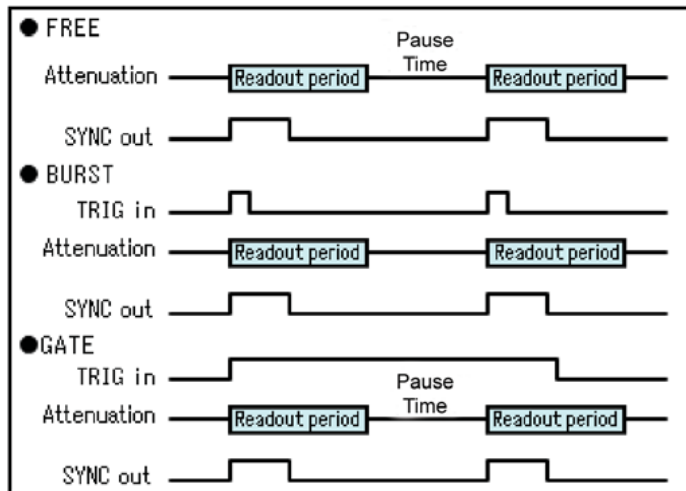 ● FREE
Pause
Time
Attenuation Readout period Readout period
SYNC out
● BURST
TRIG in
Attenuation Readout period Readout period
SYNC out
●GATE
TRIG in
Pause
Time
Attenuation Readout period Readout period
SYNC out